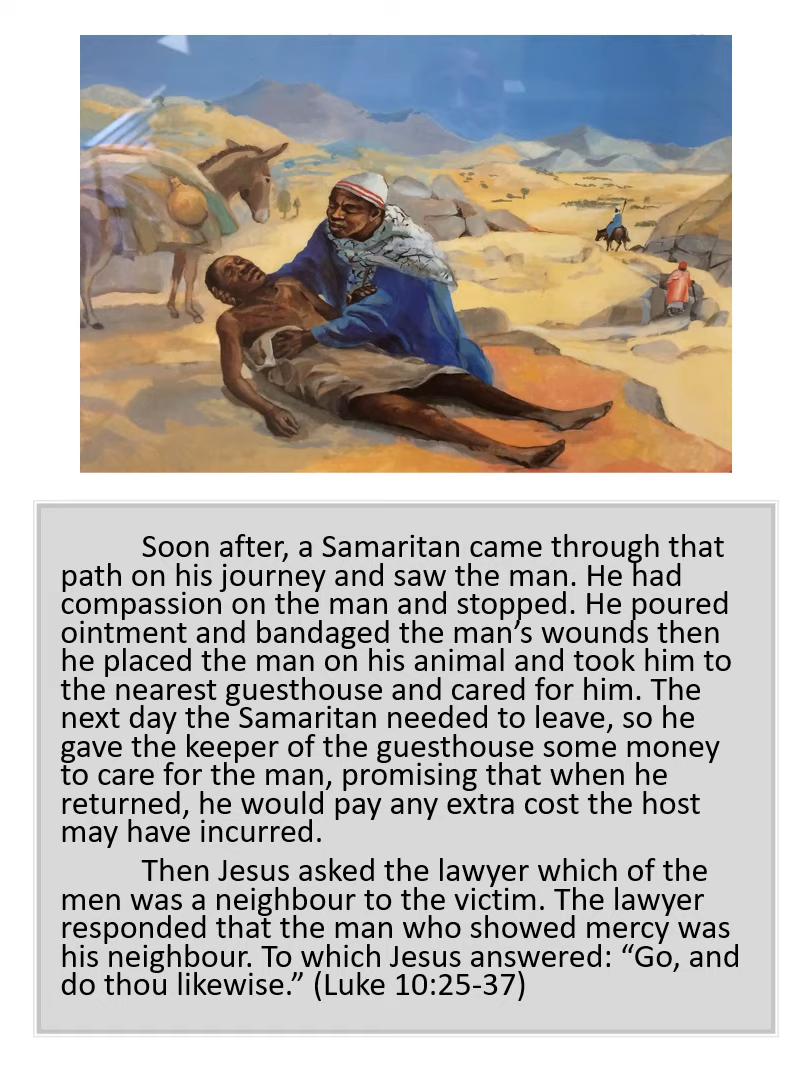 Soon after, a Samaritan came through that
path on his journey and saw the man. He had
compassion on the man and stopped. He poured
ointment and bandaged the man’s wounds then
he placed the man on his animal and took him to
the nearest guesthouse and cared for him. The
next day the Samaritan needed to leave, so he
gave the keeper of the guesthouse some money
to care for the man, promising that when he
returned, he would pay any extra cost the host
may have incurred.
Then Jesus asked the lawyer which of the
men was a neighbour to the victim. The lawyer
responded that the man who showed mercy was
his neighbour. To which Jesus answered: “Go, and
do thou likewise.” (Luke 10:25-37)